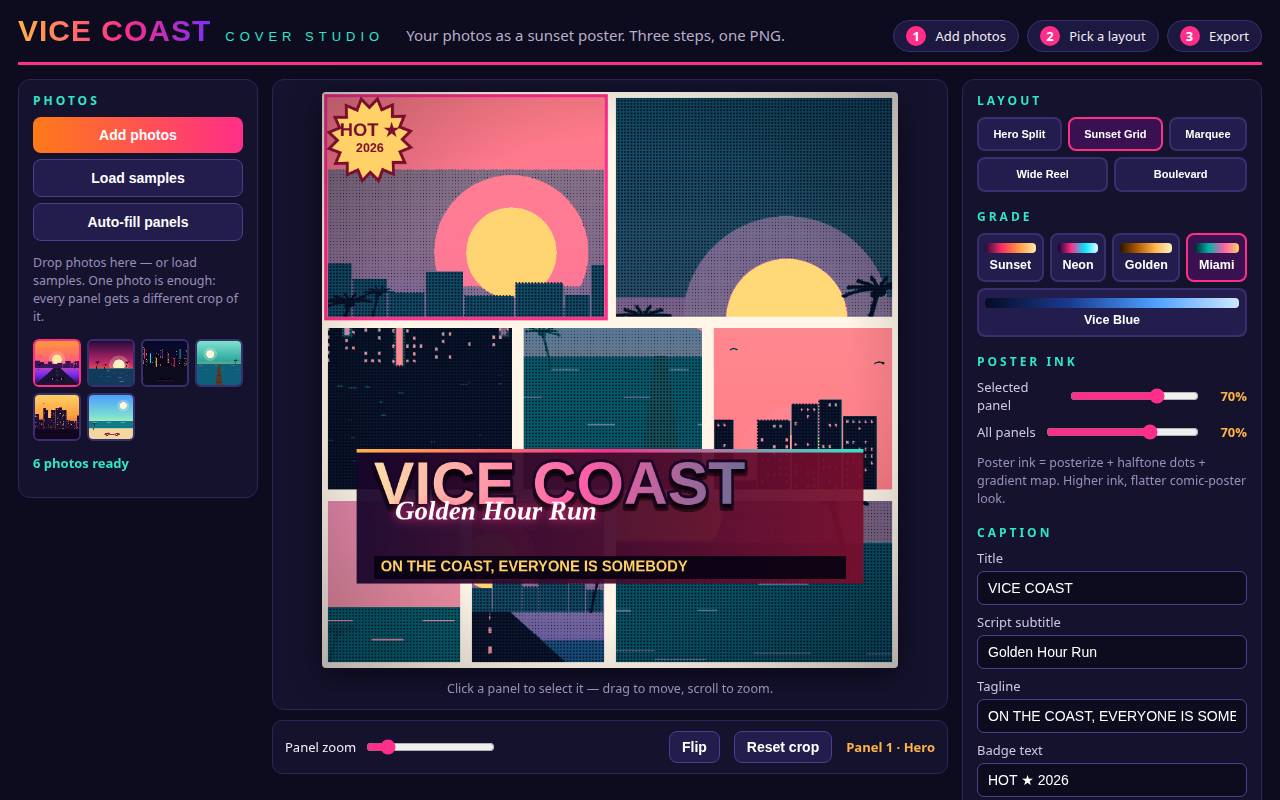 VICE COAST COVER STUDIO Your photos as a sunset poster. Three steps, one PNG.
1 Add photos
2 Pick a layout
3 Export
PHOTOS
Add photos
Load samples
Auto-fill panels
Drop photos here — or load
samples. One photo is enough:
every panel gets a different crop of
it.
6 photos ready
HOT ★
2026
VICE COAST
Golden Hour Run
ON THE COAST, EVERYONE IS SOMEBODY
Click a panel to select it — drag to move, scroll to zoom.
Panel zoom
Flip
Reset crop
Panel 1 · Hero
LAYOUT
Hero Split
Sunset Grid
Marquee
Wide Reel
Boulevard
GRADE
Sunset
Neon
Golden
Miami
Vice Blue
POSTER INK
Selected
panel
70%
All panels
70%
Poster ink = posterize + halftone dots +
gradient map. Higher ink, flatter comic-poster
look.
CAPTION
Title
VICE COAST
Script subtitle
Golden Hour Run
Tagline
ON THE COAST, EVERYONE IS SOME
Badge text
HOT ★ 2026